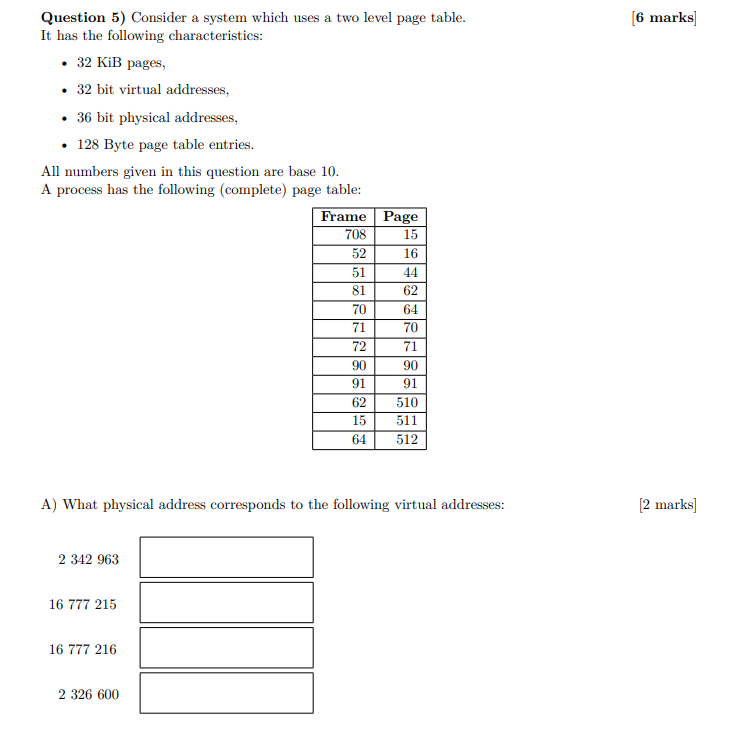 Question 5) Consider a system which uses a two level page table. [6 marks]
It has the following characteristics:
• 32 KiB pages,
• 32 bit virtual addresses,
• 36 bit physical addresses,
• 128 Byte page table entries.
All numbers given in this question are base 10.
A process has the following (complete) page table:
Frame Page
708 15
52 16
51 44
81 62
70 64
71 70
72 71
90 90
91 91
62 510
15 511
64 512
A) What physical address corresponds to the following virtual addresses: [2 marks]
2 342 963
16 777 215
16 777 216
2 326 600